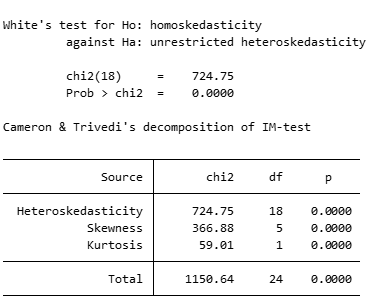 White's test for Ho: homoskedasticity
against Ha: unrestricted heteroskedasticity
chi2(18) = 724.75
Prob > chi2 = 0.0000
Cameron & Trivedi's decomposition of IM-test
Source chi2 df p
Heteroskedasticity 724.75 18 0.0000
Skewness 366.88 5 0.0000
Kurtosis 59.01 1 0.0000
Total 1150.64 24 0.0000